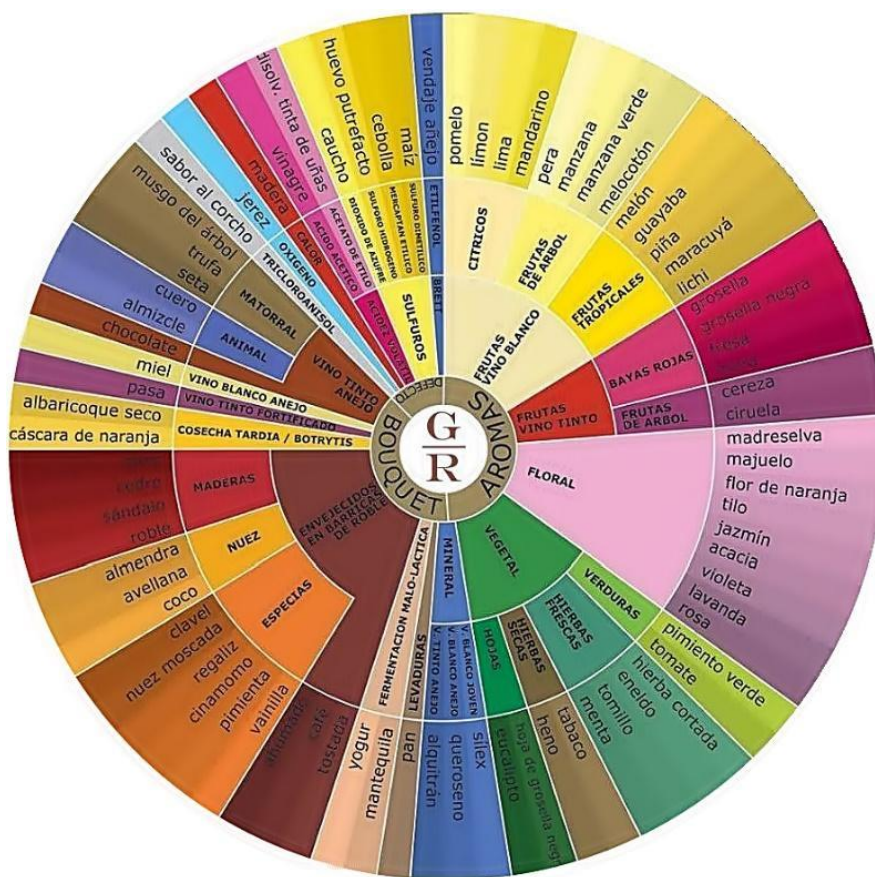 G
R
AROMAS
BOUQUET
DEFECTO
FRUTAS
VINO BLANCO
CITRICOS
pomelo
límon
lima
mandarino
FRUTAS
DE ARBOL
pera
manzana
manzana verde
melocotón
FRUTAS
TROPICALES
melón
guayaba
piña
maracuyá
lichi
FRUTAS
VINO TINTO
BAYAS ROJAS
grosella
grosella negra
FRUTAS
DE ARBOL
cereza
ciruela
FLORAL
madreselva
majuelo
flor de naranja
tilo
jazmín
acacia
violeta
lavanda
rosa
VEGETAL
VERDURAS
pimiento verde
tomate
HIERBAS
FRESCAS
hierba cortada
eneldo
tomillo
menta
HIERBAS
SECAS
tabaco
heno
HOJAS
hoja de grosella negra
eucalipto
MINERAL
V. BLANCO JOVEN
V. BLANCO AÑEJO
V. TINTO AÑEJO
sílex
queroseno
alquitrán
LEVADURAS
pan
FERMENTACION MALO-LACTICA
mantequila
yogur
ENVEJECIDOS
EN BARRICAS
DE ROBLE
tostada
café
ahumado
ESPECIAS
vainilla
pimienta
cinamomo
regaliz
nuez moscada
clavel
NUEZ
coco
avellana
almendra
MADERAS
roble
sándalo
cedro
COSECHA TARDIA / BOTRYTIS
cáscara de naranja
albaricoque seco
VINO TINTO FORTIFICADO
pasa
VINO BLANCO AÑEJO
miel
VINO TINTO
AÑEJO
chocolate
ANIMAL
almizcle
cuero
MATORRAL
seta
trufa
musgo del árbol
TRICLOROANISOL
sabor al corcho
OXIGENO
jerez
CALOR
madera
ACIDEZ VOLATIL
ACIDO ACETICO
vinagre
ACETATO DE ETILO
disolv. tinta de uñas
SULFUROS
DIOXIDO DE AZUFRE
caucho
SULFORO HIDROGENO
huevo putrefacto
MERCAPTAN ETILICO
cebolla
SULFURO DIMETILICO
maíz
BRETT
ETILFENOL
vendaje añejo